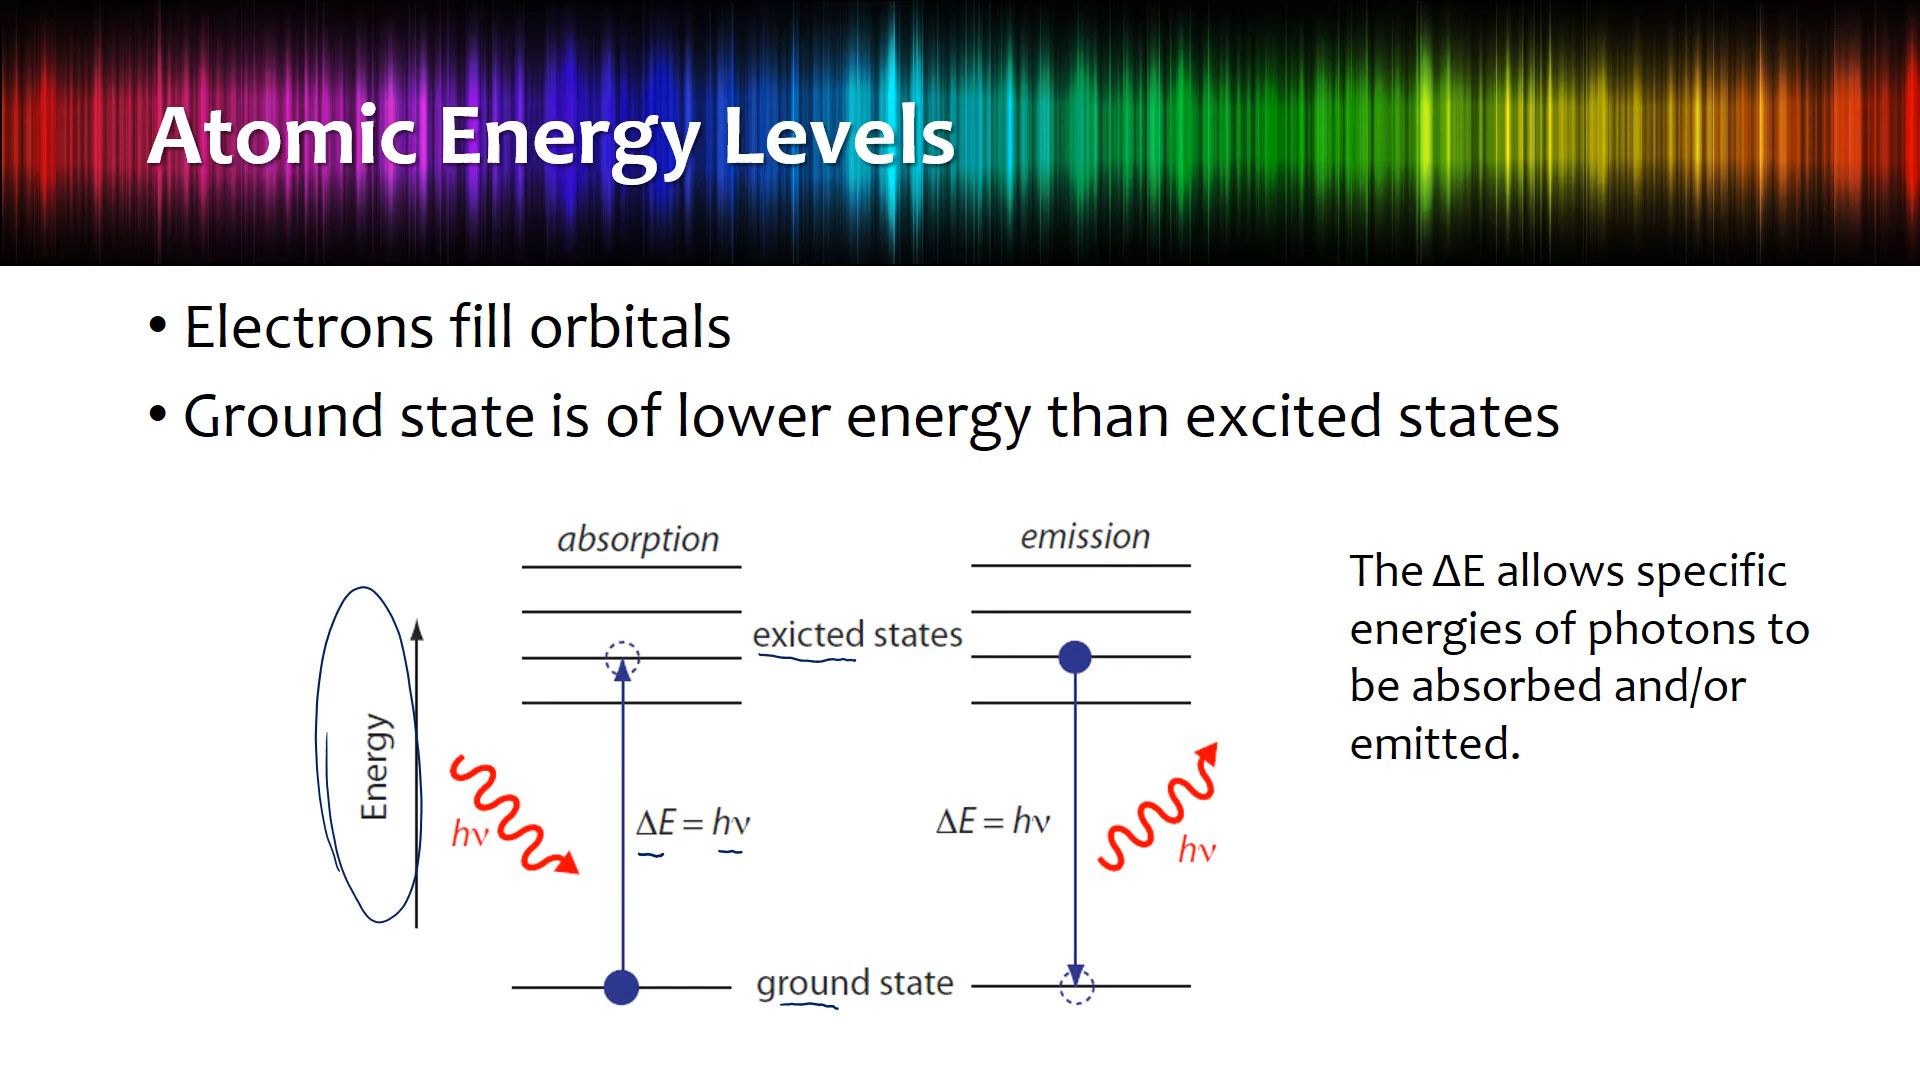 Atomic Energy Levels
• Electrons fill orbitals
• Ground state is of lower energy than excited states
absorption
emission
exicted states
Energy
hν
ΔE = hν
ΔE = hν
hν
ground state
The ΔE allows specific
energies of photons to
be absorbed and/or
emitted.